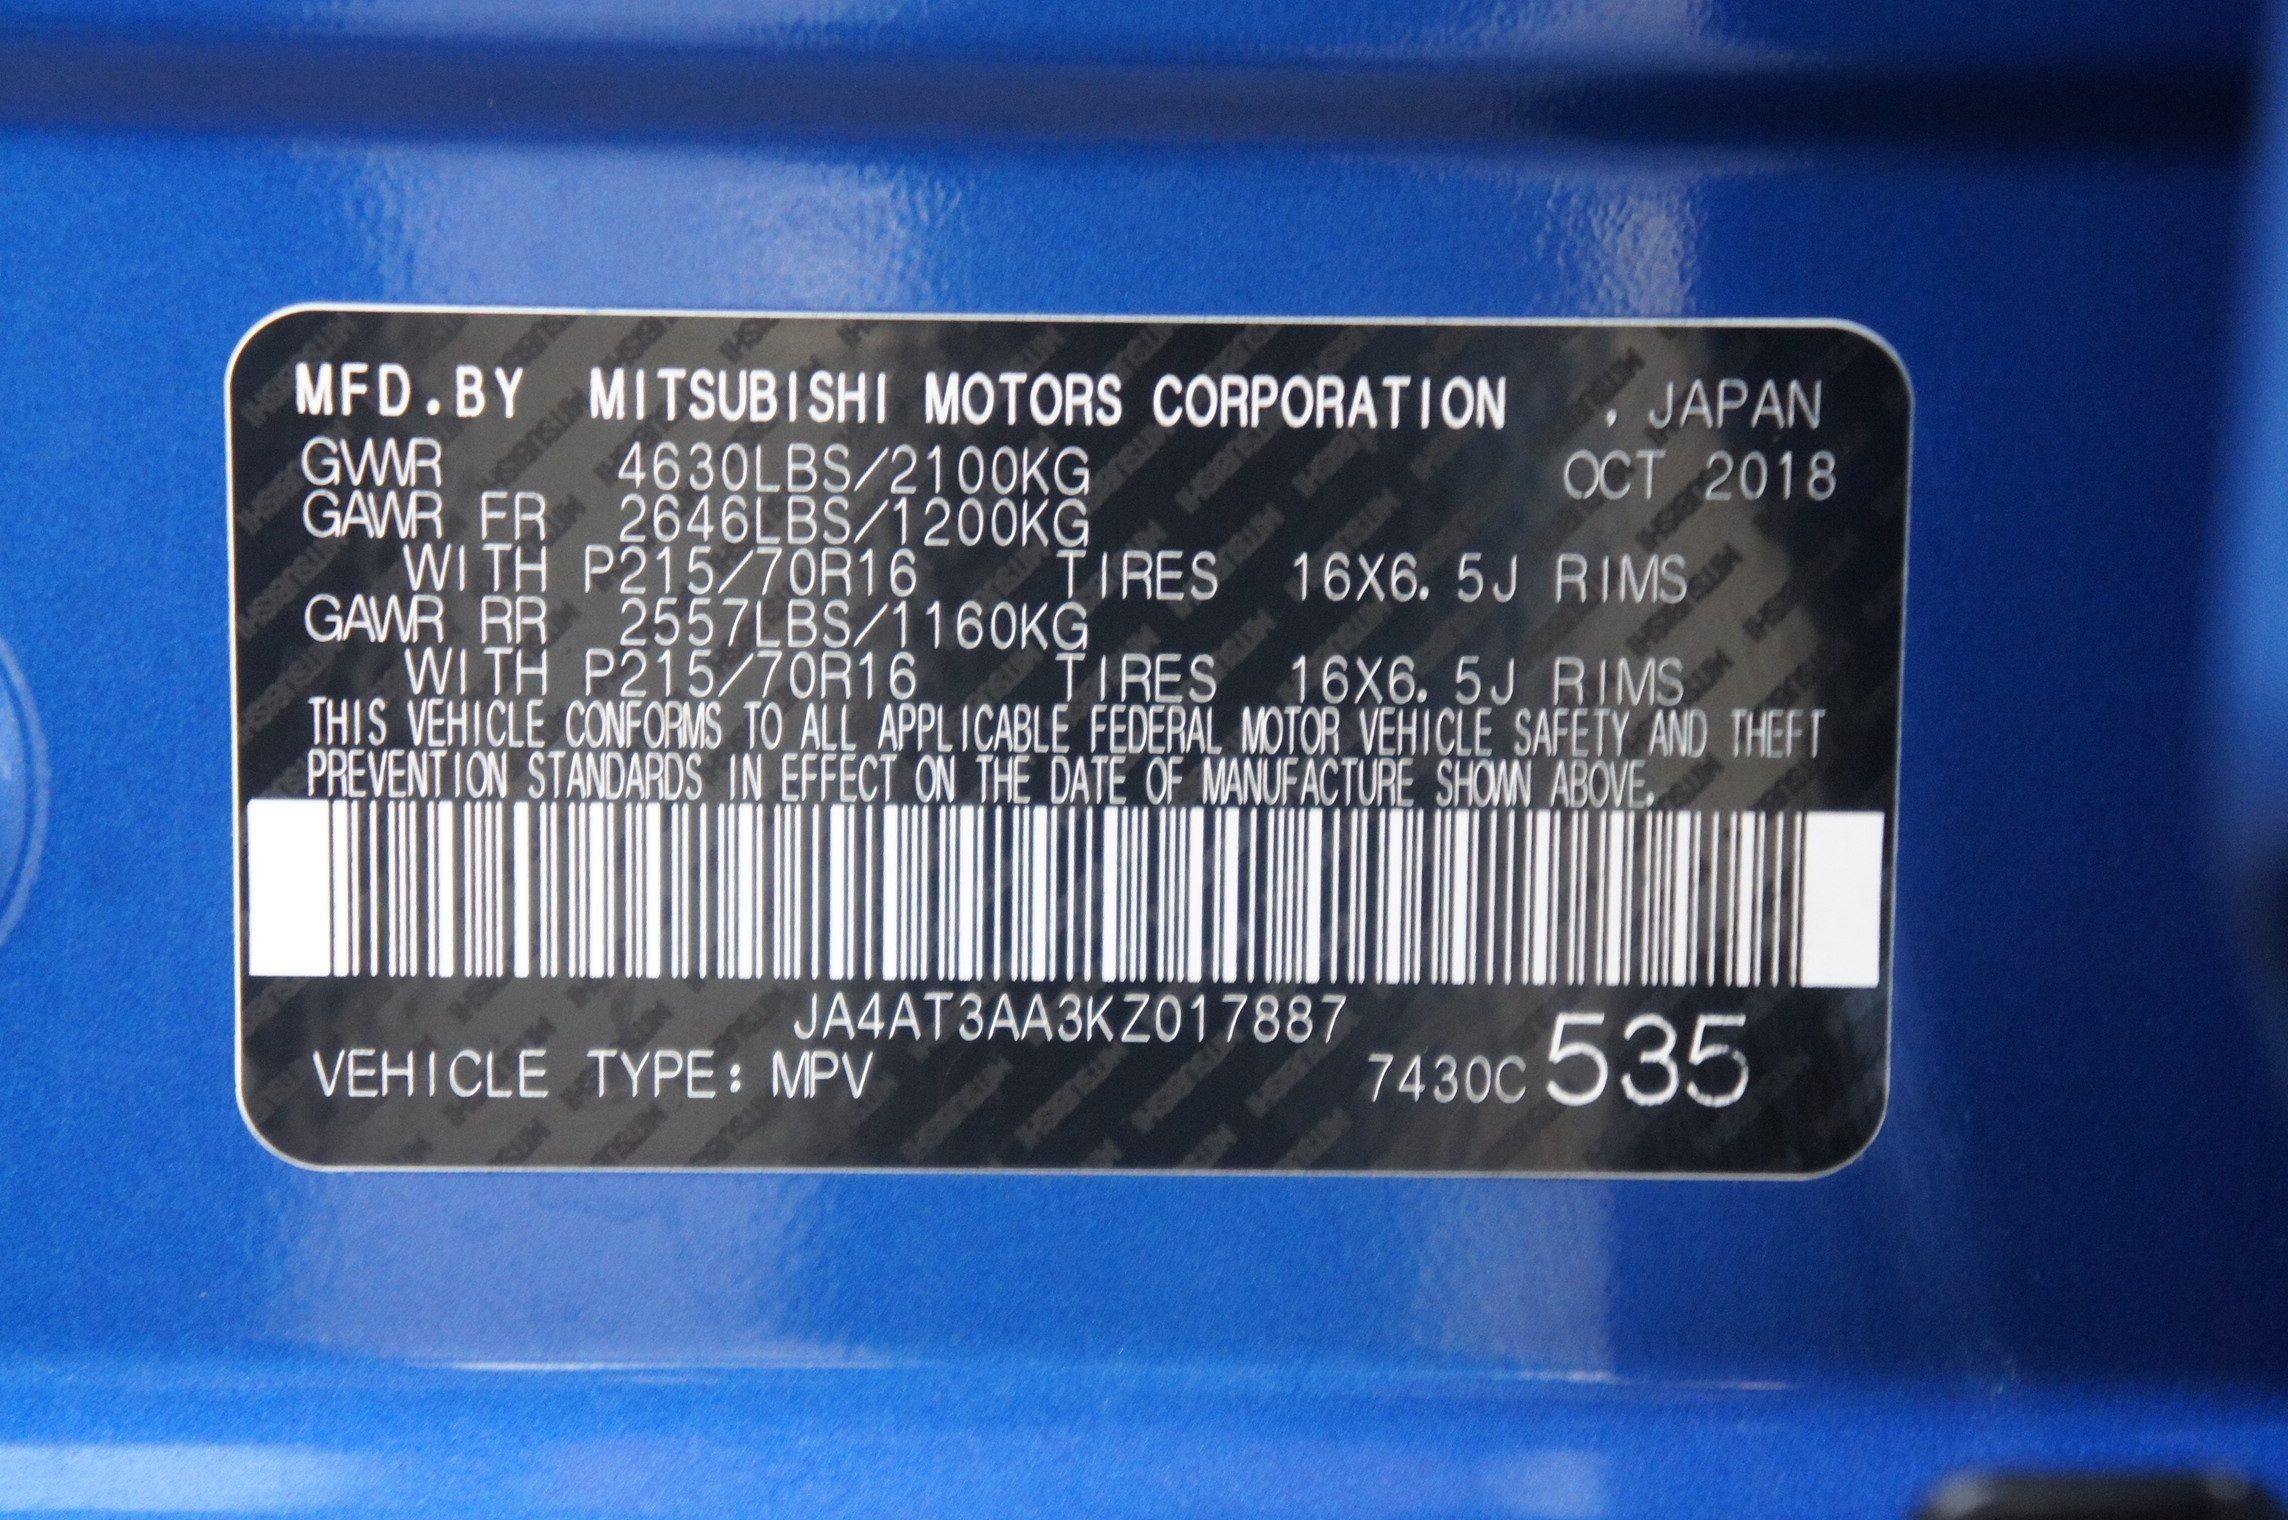 MFD.BY MITSUBISHI MOTORS CORPORATION . JAPAN
GVWR 4630LBS/2100KG OCT 2018
GAWR FR 2646LBS/1200KG
WITH P215/70R16 TIRES 16X6.5J RIMS
GAWR RR 2557LBS/1160KG
WITH P215/70R16 TIRES 16X6.5J RIMS
THIS VEHICLE CONFORMS TO ALL APPLICABLE FEDERAL MOTOR VEHICLE SAFETY AND THEFT
PREVENTION STANDARDS IN EFFECT ON THE DATE OF MANUFACTURE SHOWN ABOVE.
JA4AT3AA3KZ017887
VEHICLE TYPE: MPV 7430C 535